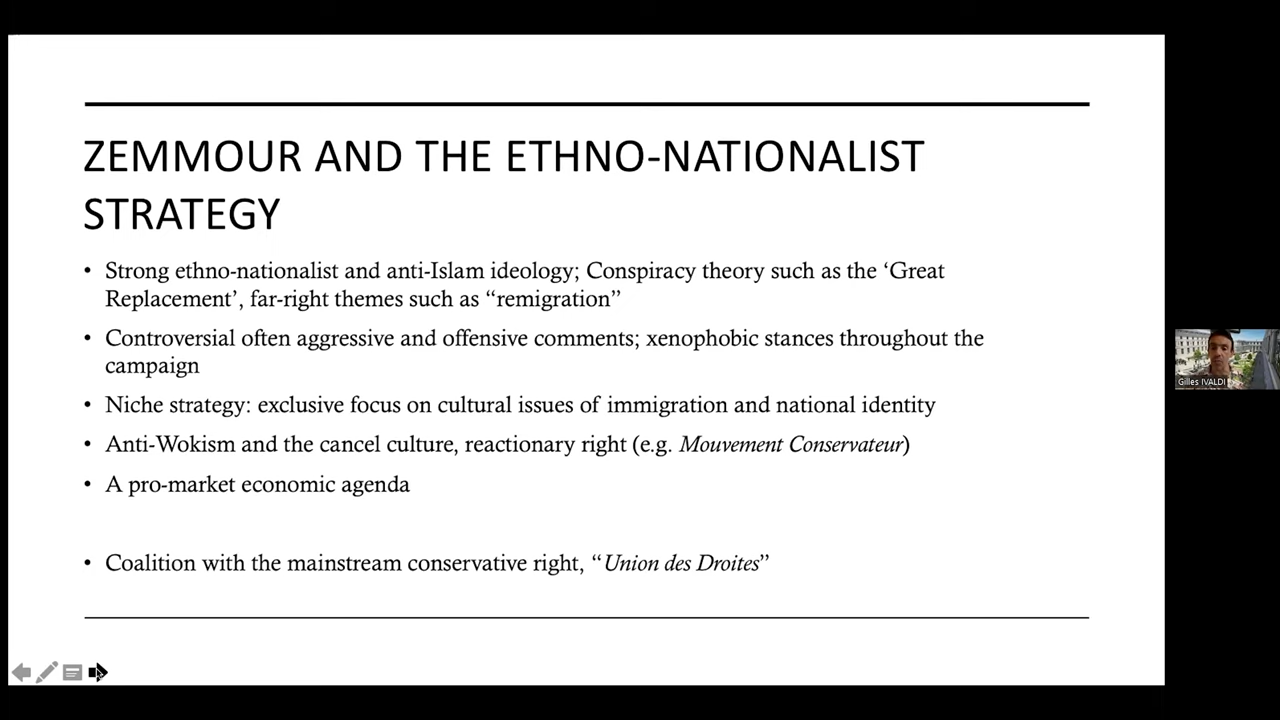 ZEMMOUR AND THE ETHNO-NATIONALIST
STRATEGY
• Strong ethno-nationalist and anti-Islam ideology; Conspiracy theory such as the ‘Great
Replacement’, far-right themes such as “remigration”
• Controversial often aggressive and offensive comments; xenophobic stances throughout the
campaign
• Niche strategy: exclusive focus on cultural issues of immigration and national identity
• Anti-Wokism and the cancel culture, reactionary right (e.g. Mouvement Conservateur)
• A pro-market economic agenda
• Coalition with the mainstream conservative right, “Union des Droites”
Gilles IVALDI